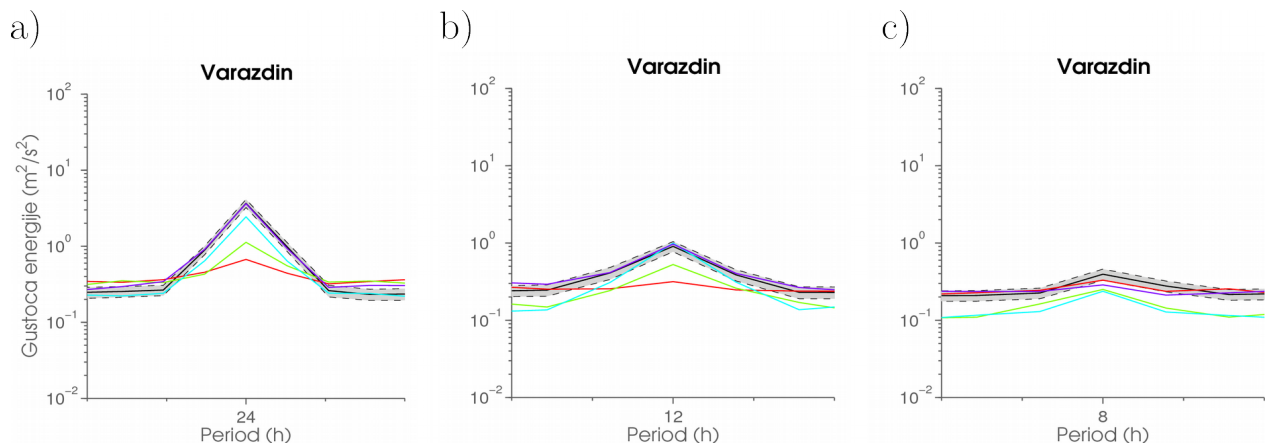 a)
Varazdin
Gustoca energije (m²/s²)
10²
10¹
10⁰
10⁻¹
10⁻²
24
Period (h)
b)
Varazdin
10²
10¹
10⁰
10⁻¹
10⁻²
12
Period (h)
c)
Varazdin
10²
10¹
10⁰
10⁻¹
10⁻²
8
Period (h)